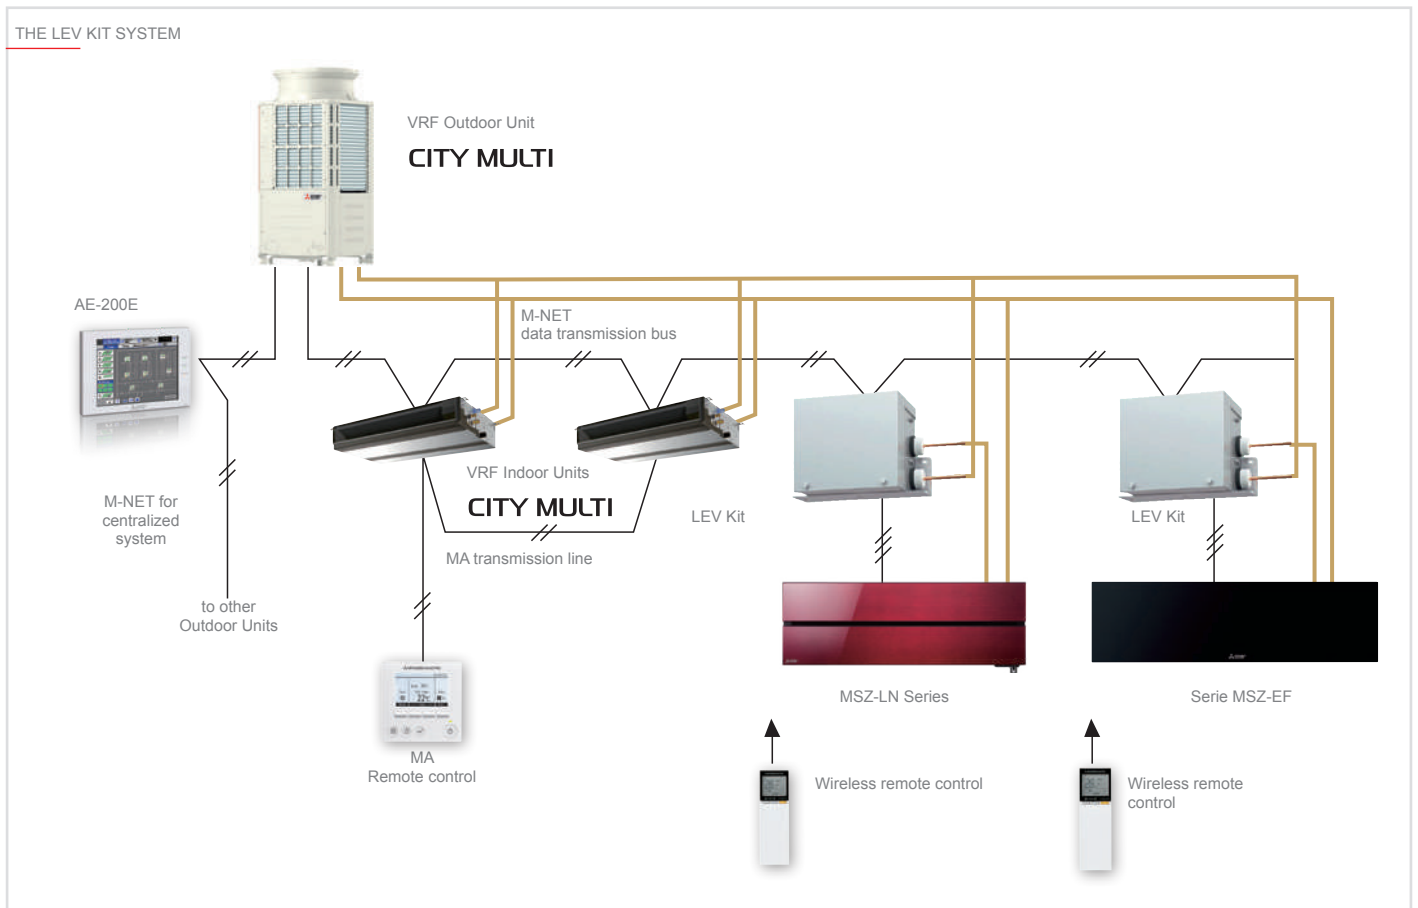 THE LEV KIT SYSTEM
VRF Outdoor Unit
CITY MULTI
AE-200E
M-NET
data transmission bus
VRF Indoor Units
CITY MULTI
M-NET for
centralized
system
LEV Kit
LEV Kit
MA transmission line
to other
Outdoor Units
MSZ-LN Series
Serie MSZ-EF
MA
Remote control
Wireless remote control
Wireless remote
control